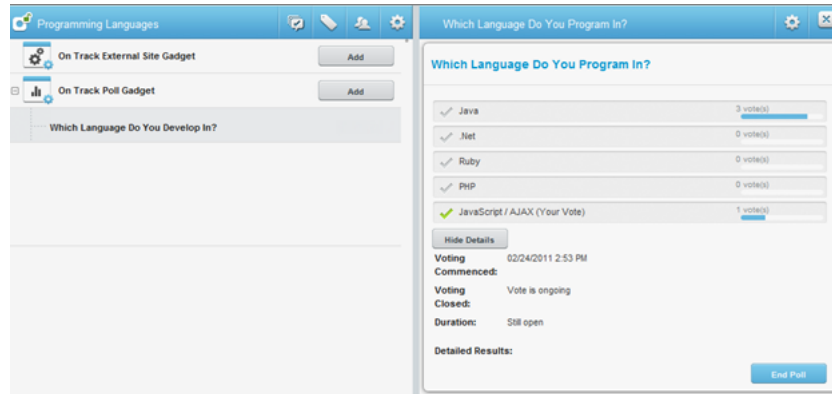 Programming Languages
On Track External Site Gadget
Add
On Track Poll Gadget
Add
Which Language Do You Develop In?
Which Language Do You Program In?
Which Language Do You Program In?
Java
3 vote(s)
.Net
0 vote(s)
Ruby
0 vote(s)
PHP
0 vote(s)
JavaScript / AJAX (Your Vote)
1 vote(s)
Hide Details
Voting Commenced:
02/24/2011 2:53 PM
Voting Closed:
Vote is ongoing
Duration:
Still open
Detailed Results:
End Poll